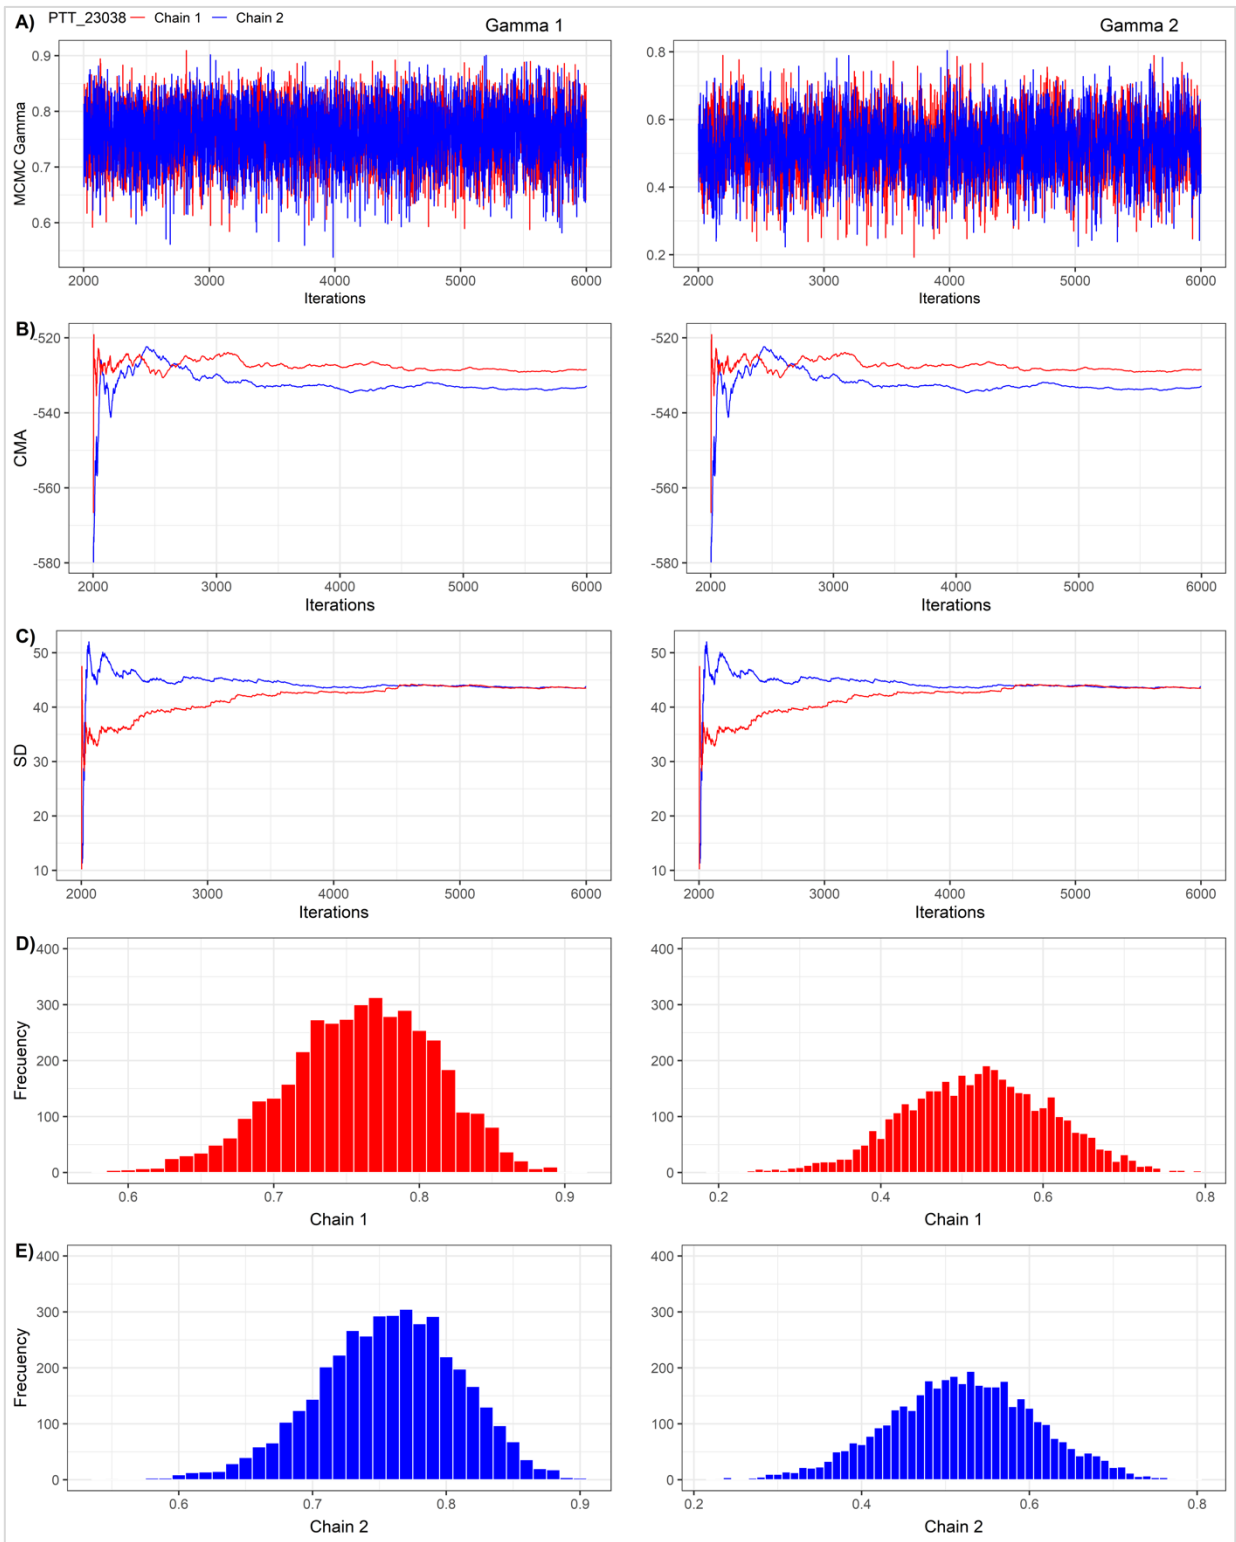 A) PTT_23038 Chain 1 Chain 2 Gamma 1 Gamma 2
MCMC Gamma
0.9
0.8
0.7
0.6
2000 3000 4000 5000 6000
Iterations
0.8
0.6
0.4
0.2
2000 3000 4000 5000 6000
Iterations
B)
CMA
-520
-540
-560
-580
2000 3000 4000 5000 6000
Iterations
-520
-540
-560
-580
2000 3000 4000 5000 6000
Iterations
C)
SD
50
40
30
20
10
2000 3000 4000 5000 6000
Iterations
50
40
30
20
10
2000 3000 4000 5000 6000
Iterations
D)
Frecuency
400
300
200
100
0
0.6 0.7 0.8 0.9
Chain 1
400
300
200
100
0
0.2 0.4 0.6 0.8
Chain 1
E)
Frecuency
400
300
200
100
0
0.6 0.7 0.8 0.9
Chain 2
400
300
200
100
0
0.2 0.4 0.6 0.8
Chain 2